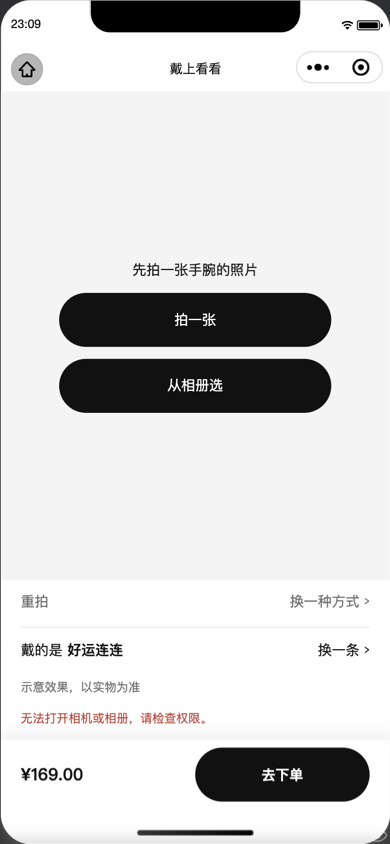 23:09
戴上看看
先拍一张手腕的照片
拍一张
从相册选
重拍
换一种方式 >
戴的是 好运连连
换一条 >
示意效果，以实物为准
无法打开相机或相册，请检查权限。
¥169.00
去下单